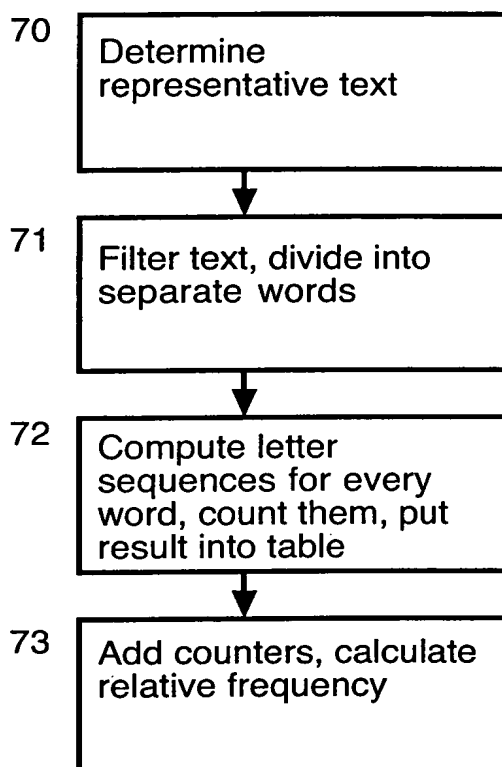 70
Determine
representative text
71
Filter text, divide into
separate words
72
Compute letter
sequences for every
word, count them, put
result into table
73
Add counters, calculate
relative frequency